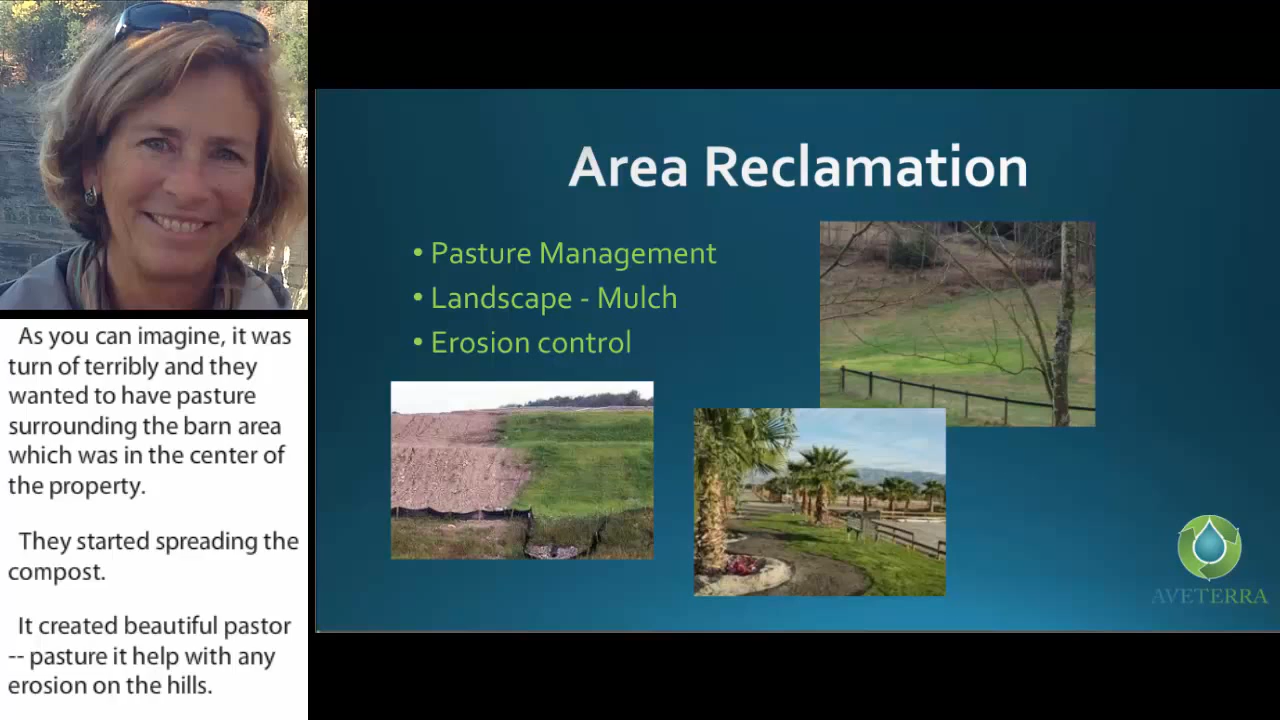 As you can imagine, it was
turn of terribly and they
wanted to have pasture
surrounding the barn area
which was in the center of
the property.
They started spreading the
compost.
It created beautiful pastor
-- pasture it help with any
erosion on the hills.
Area Reclamation
• Pasture Management
• Landscape - Mulch
• Erosion control
AVETERRA